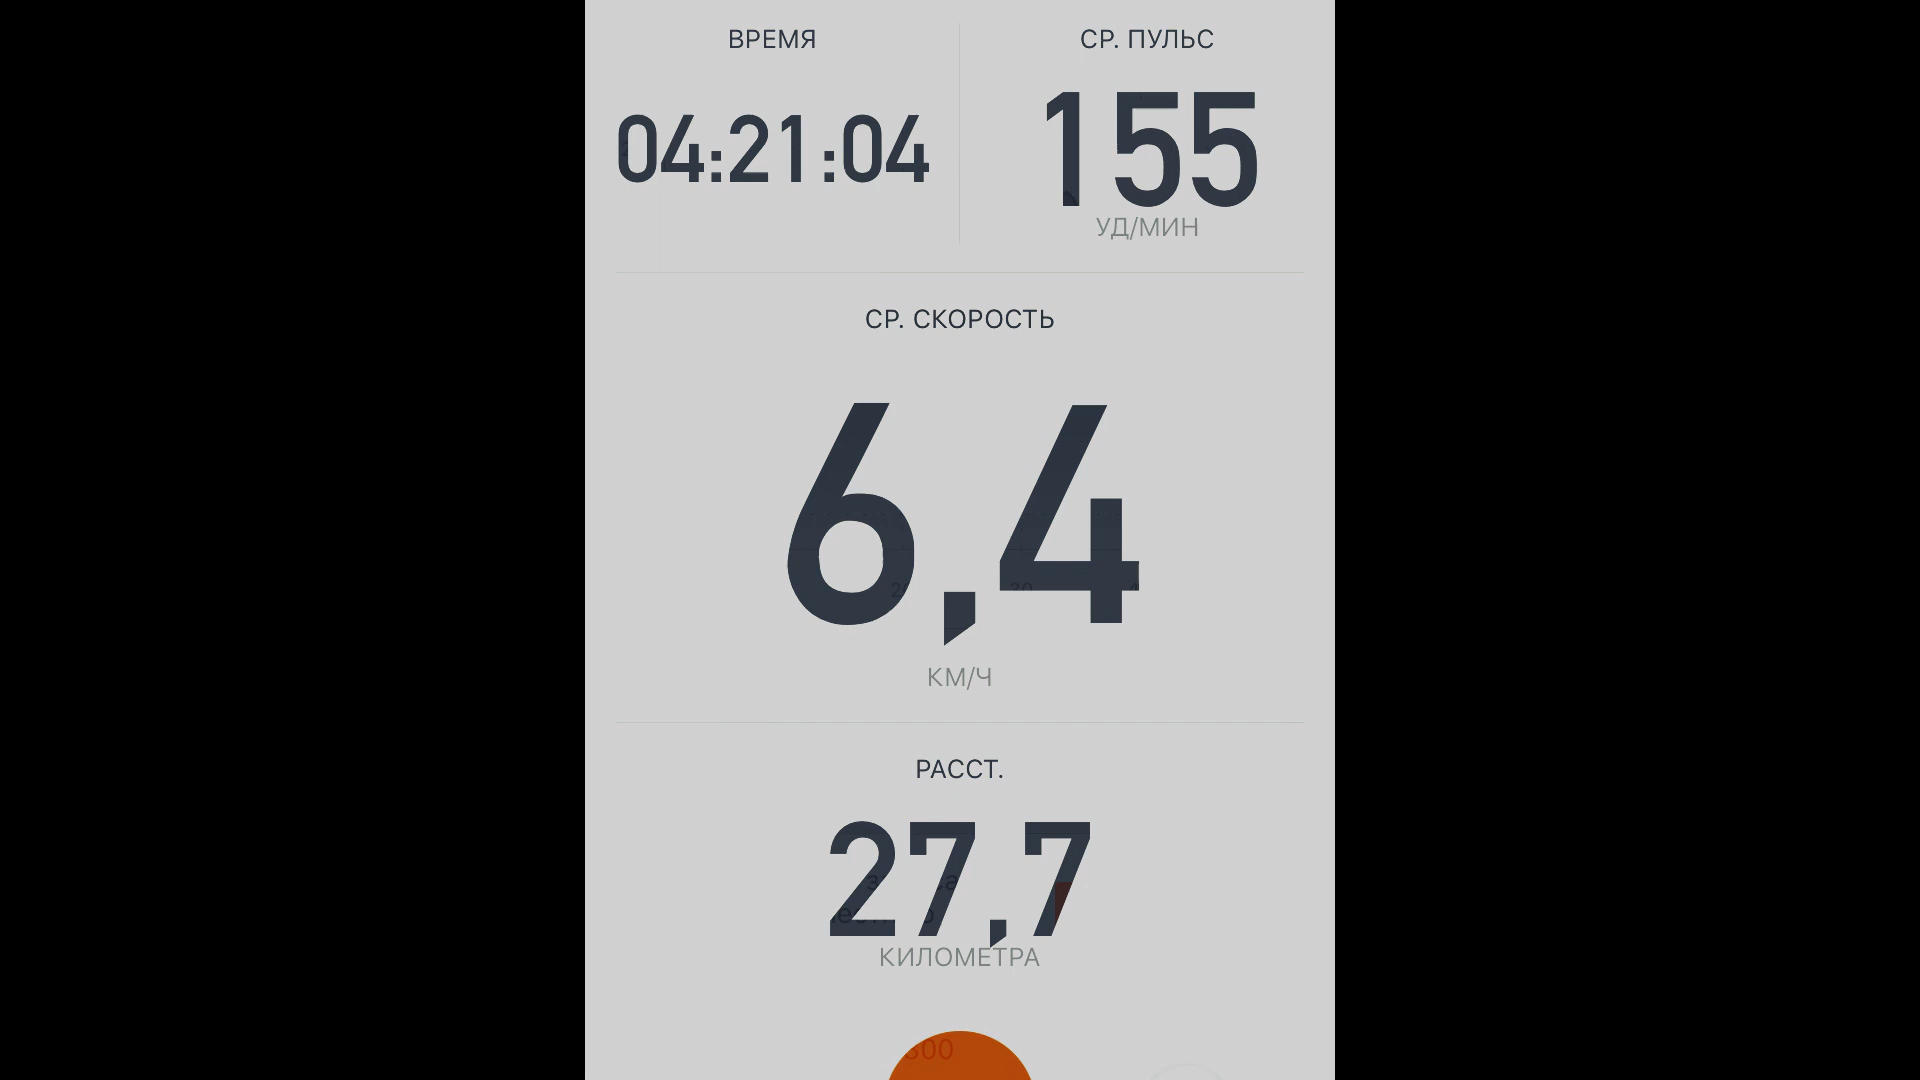 ВРЕМЯ
04:21:04
СР. ПУЛЬС
155
УД/МИН
СР. СКОРОСТЬ
6,4
КМ/Ч
РАССТ.
27,7
КИЛОМЕТРА